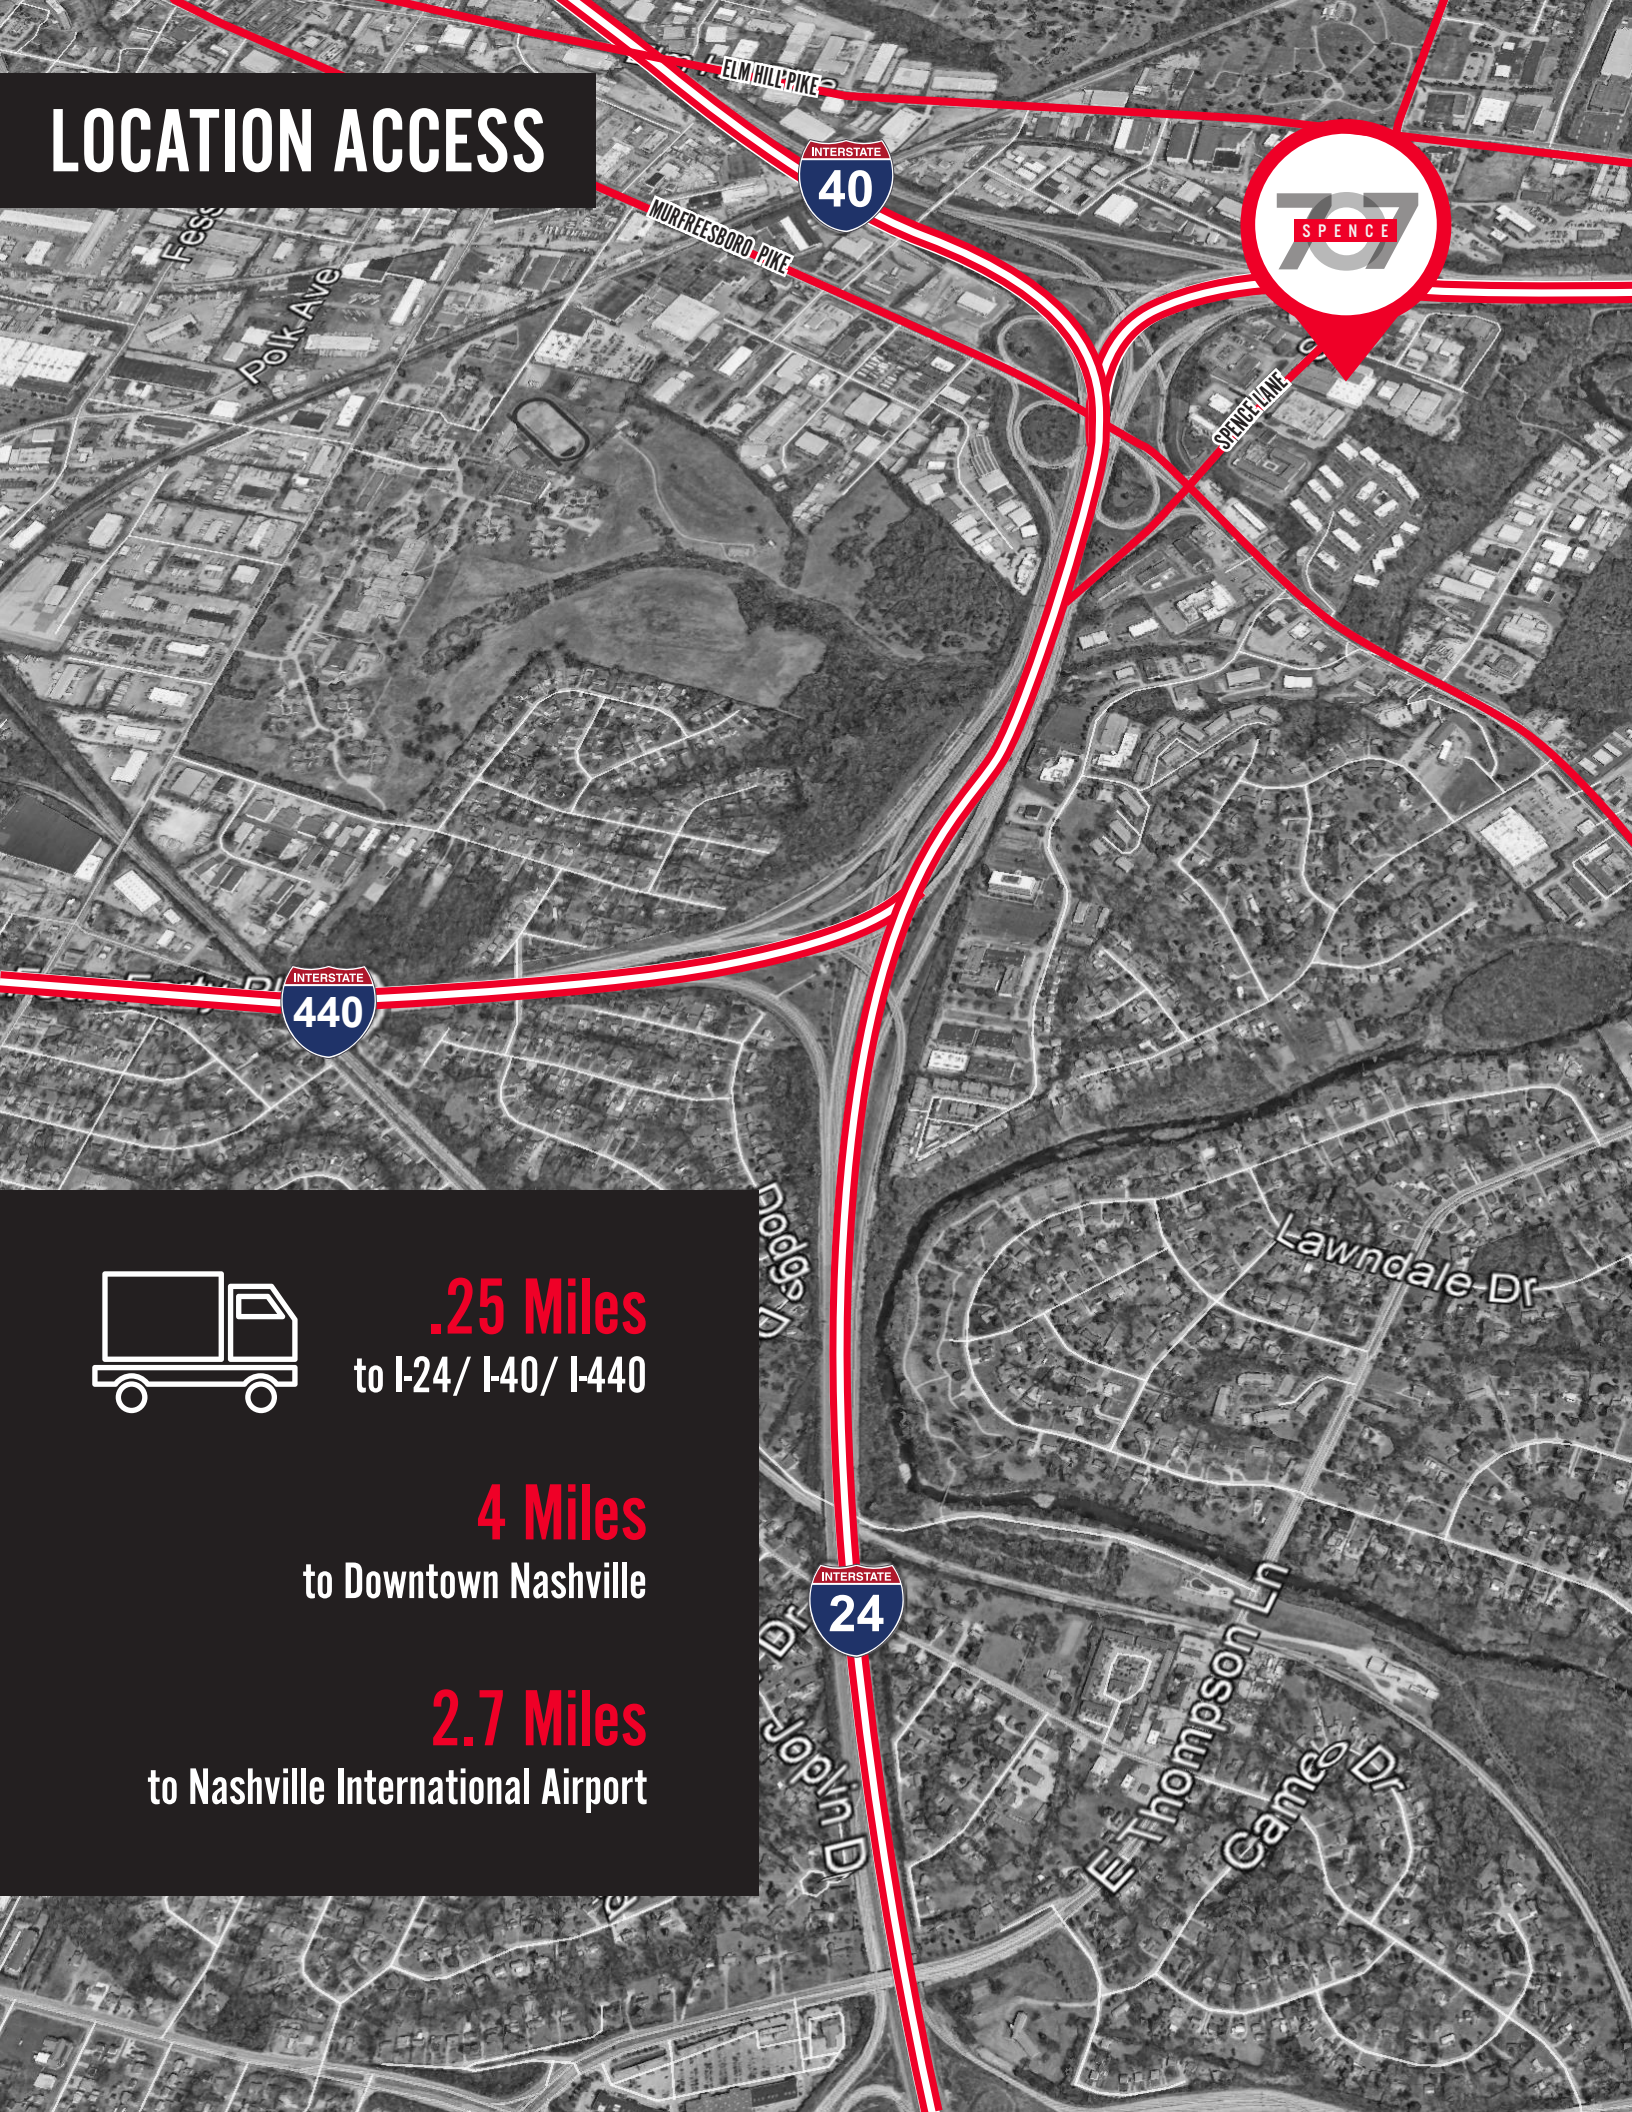 ELM HILL PIKE
LOCATION ACCESS
INTERSTATE
40
707
SPENCE
MURFREESBORO PIKE
Fess
Polk Ave
SPENCE LANE
INTERSTATE
440
Lawndale Dr
.25 Miles
to I-24/ I-40/ I-440
4 Miles
to Downtown Nashville
INTERSTATE
24
Dr
E Thompson Ln
2.7 Miles
to Nashville International Airport
Joplin D
Cameo Dr